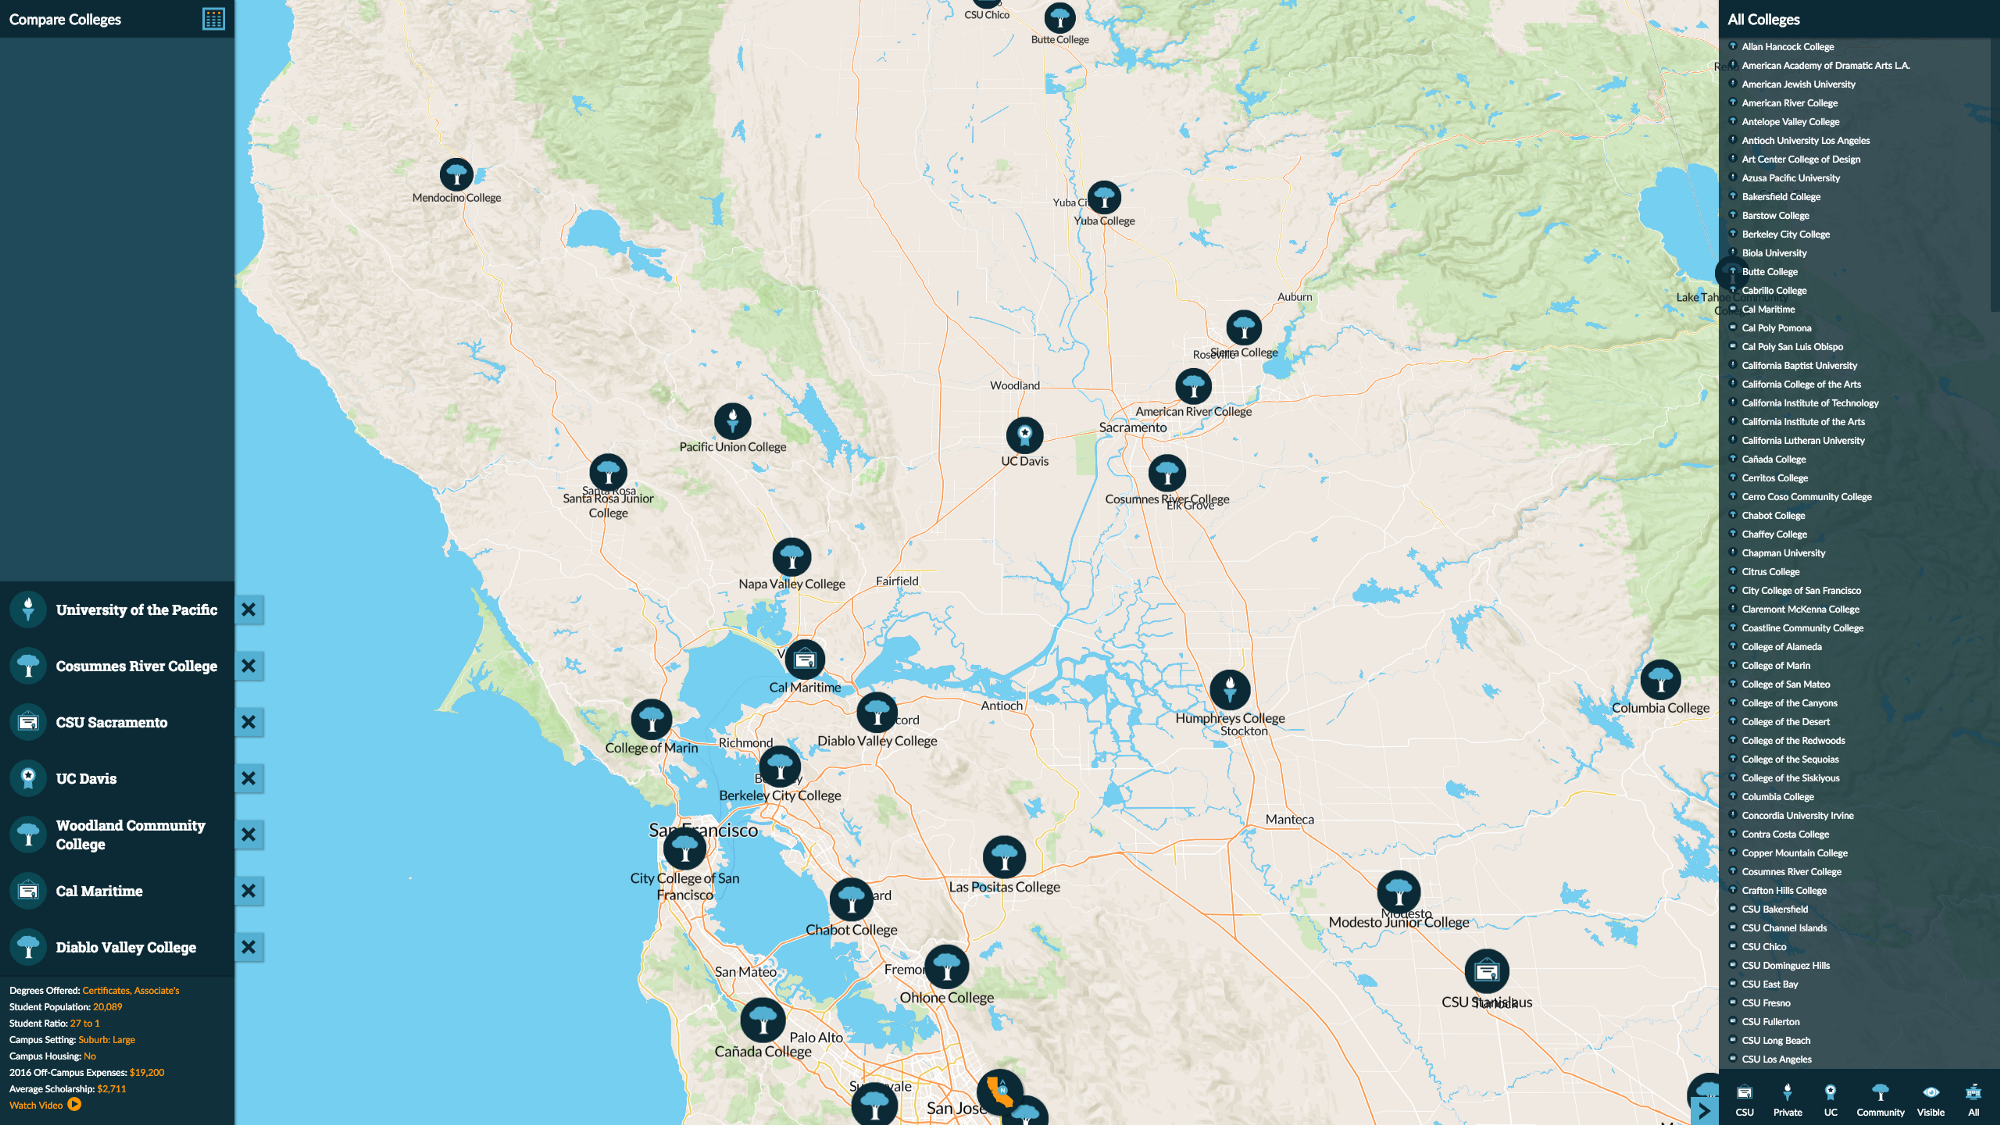 Compare Colleges
University of the Pacific
Cosumnes River College
CSU Sacramento
UC Davis
Woodland Community
College
Cal Maritime
Diablo Valley College
Degrees Offered: Certificates, Associate's
Student Population: 20,089
Student Ratio: 27 to 1
Campus Setting: Suburb: Large
Campus Housing: No
2016 Off-Campus Expenses: $19,200
Average Scholarship: $2,711
Watch Video
CSU Chico
Butte College
Mendocino College
Yuba College
Auburn
Sierra College
Woodland
American River College
Sacramento
Pacific Union College
UC Davis
Santa Rosa
Santa Rosa Junior
College
Cosumnes River College
Elk Grove
Napa Valley College
Fairfield
Cal Maritime
Antioch
Humphreys College
Stockton
Columbia College
College of Marin
Richmond
Diablo Valley College
Berkeley City College
San Francisco
City College of San
Francisco
Manteca
Las Positas College
Modesto
Modesto Junior College
Chabot College
San Mateo
Ohlone College
CSU Stanislaus
Turlock
Palo Alto
Cañada College
San Jose
All Colleges
Allan Hancock College
American Academy of Dramatic Arts L.A.
American Jewish University
American River College
Antelope Valley College
Antioch University Los Angeles
Art Center College of Design
Azusa Pacific University
Bakersfield College
Barstow College
Berkeley City College
Biola University
Butte College
Cabrillo College
Cal Maritime
Cal Poly Pomona
Cal Poly San Luis Obispo
California Baptist University
California College of the Arts
California Institute of Technology
California Institute of the Arts
California Lutheran University
Cañada College
Cerritos College
Cerro Coso Community College
Chabot College
Chaffey College
Chapman University
Citrus College
City College of San Francisco
Claremont McKenna College
Coastline Community College
College of Alameda
College of Marin
College of San Mateo
College of the Canyons
College of the Desert
College of the Redwoods
College of the Sequoias
College of the Siskiyous
Columbia College
Concordia University Irvine
Contra Costa College
Copper Mountain College
Cosumnes River College
Crafton Hills College
CSU Bakersfield
CSU Channel Islands
CSU Chico
CSU Dominguez Hills
CSU East Bay
CSU Fresno
CSU Fullerton
CSU Long Beach
CSU Los Angeles
CSU Private UC Community Visible All